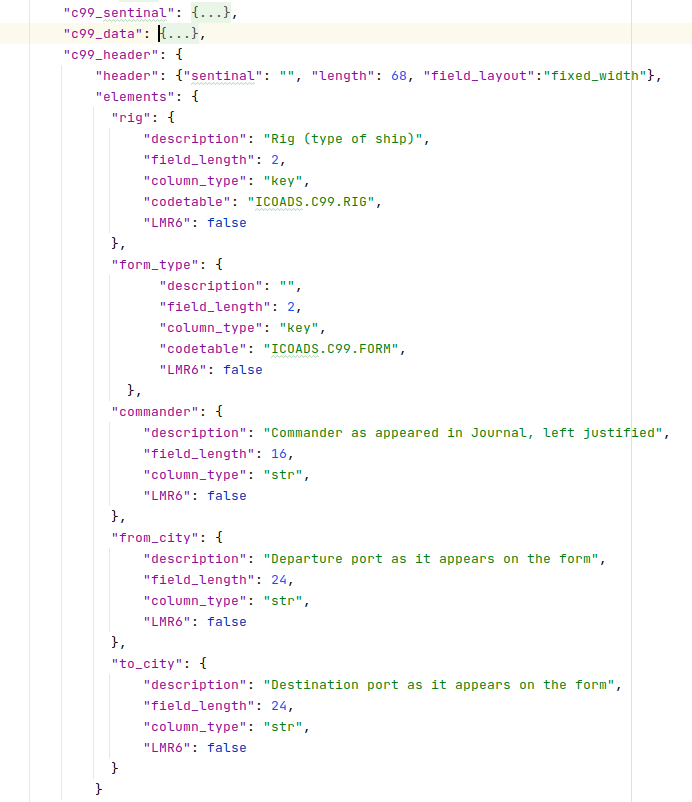 "c99_sentinal": {...},
"c99_data": {...},
"c99_header": {
"header": {"sentinal": "", "length": 68, "field_layout":"fixed_width"},
"elements": {
"rig": {
"description": "Rig (type of ship)",
"field_length": 2,
"column_type": "key",
"codetable": "ICOADS.C99.RIG",
"LMR6": false
},
"form_type": {
"description": "",
"field_length": 2,
"column_type": "key",
"codetable": "ICOADS.C99.FORM",
"LMR6": false
},
"commander": {
"description": "Commander as appeared in Journal, left justified",
"field_length": 16,
"column_type": "str",
"LMR6": false
},
"from_city": {
"description": "Departure port as it appears on the form",
"field_length": 24,
"column_type": "str",
"LMR6": false
},
"to_city": {
"description": "Destination port as it appears on the form",
"field_length": 24,
"column_type": "str",
"LMR6": false
}
}